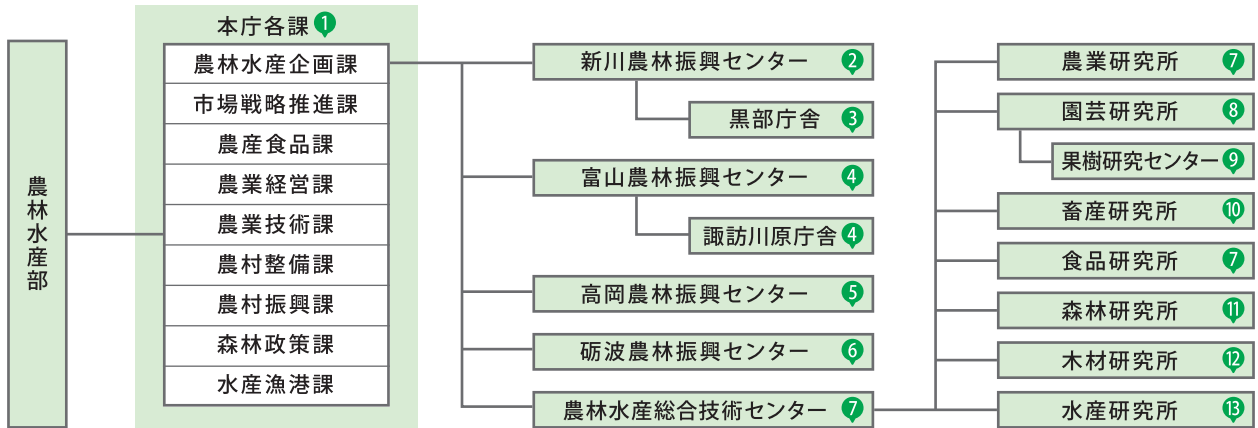 農林水産部
本庁各課 1
農林水産企画課
市場戦略推進課
農産食品課
農業経営課
農業技術課
農村整備課
農村振興課
森林政策課
水産漁港課
新川農林振興センター 2
黒部庁舎 3
富山農林振興センター 4
諏訪川原庁舎 4
高岡農林振興センター 5
砺波農林振興センター 6
農林水産総合技術センター 7
農業研究所 7
園芸研究所 8
果樹研究センター 9
畜産研究所 10
食品研究所 7
森林研究所 11
木材研究所 12
水産研究所 13